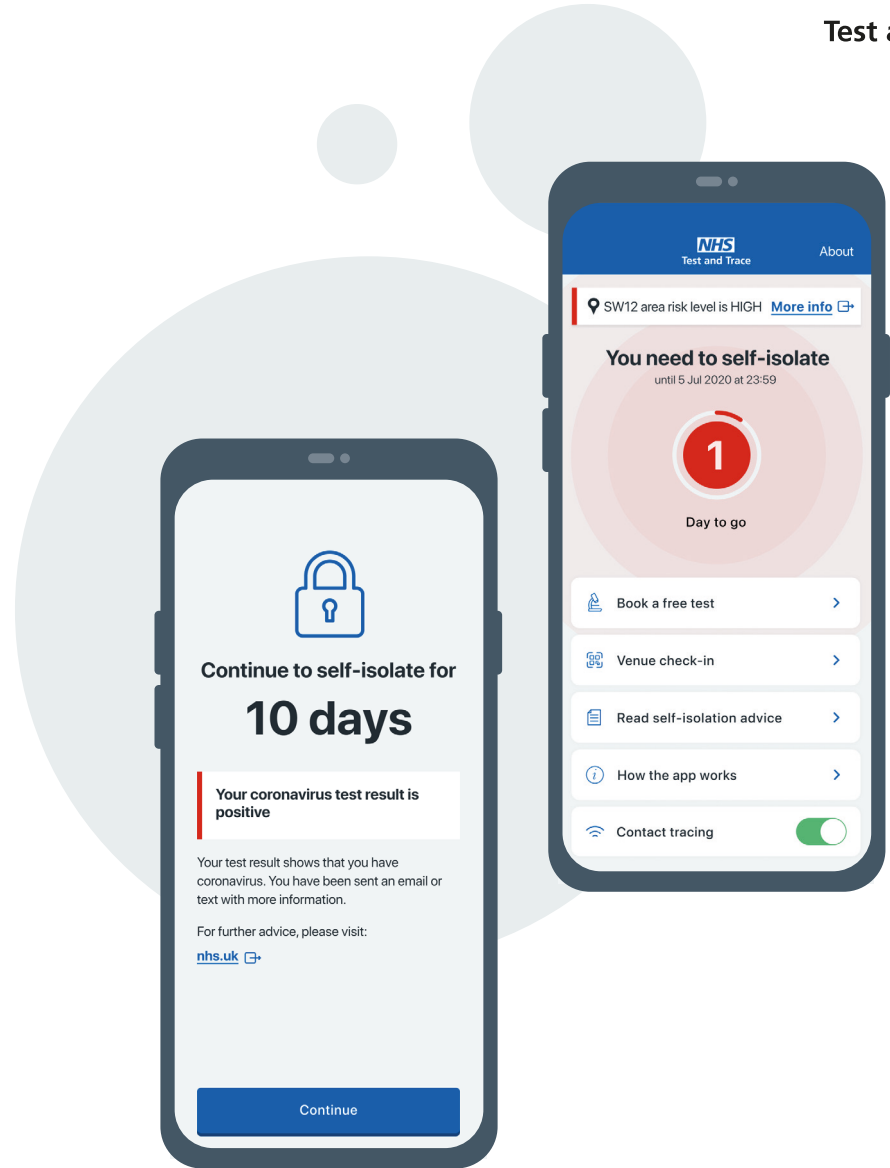 Test a
NHS
Test and Trace
About
SW12 area risk level is HIGH More info
You need to self-isolate
until 5 Jul 2020 at 23:59
1
Day to go
Book a free test
Venue check-in
Read self-isolation advice
How the app works
Contact tracing
Continue to self-isolate for
10 days
Your coronavirus test result is
positive
Your test result shows that you have
coronavirus. You have been sent an email or
text with more information.
For further advice, please visit:
nhs.uk
Continue